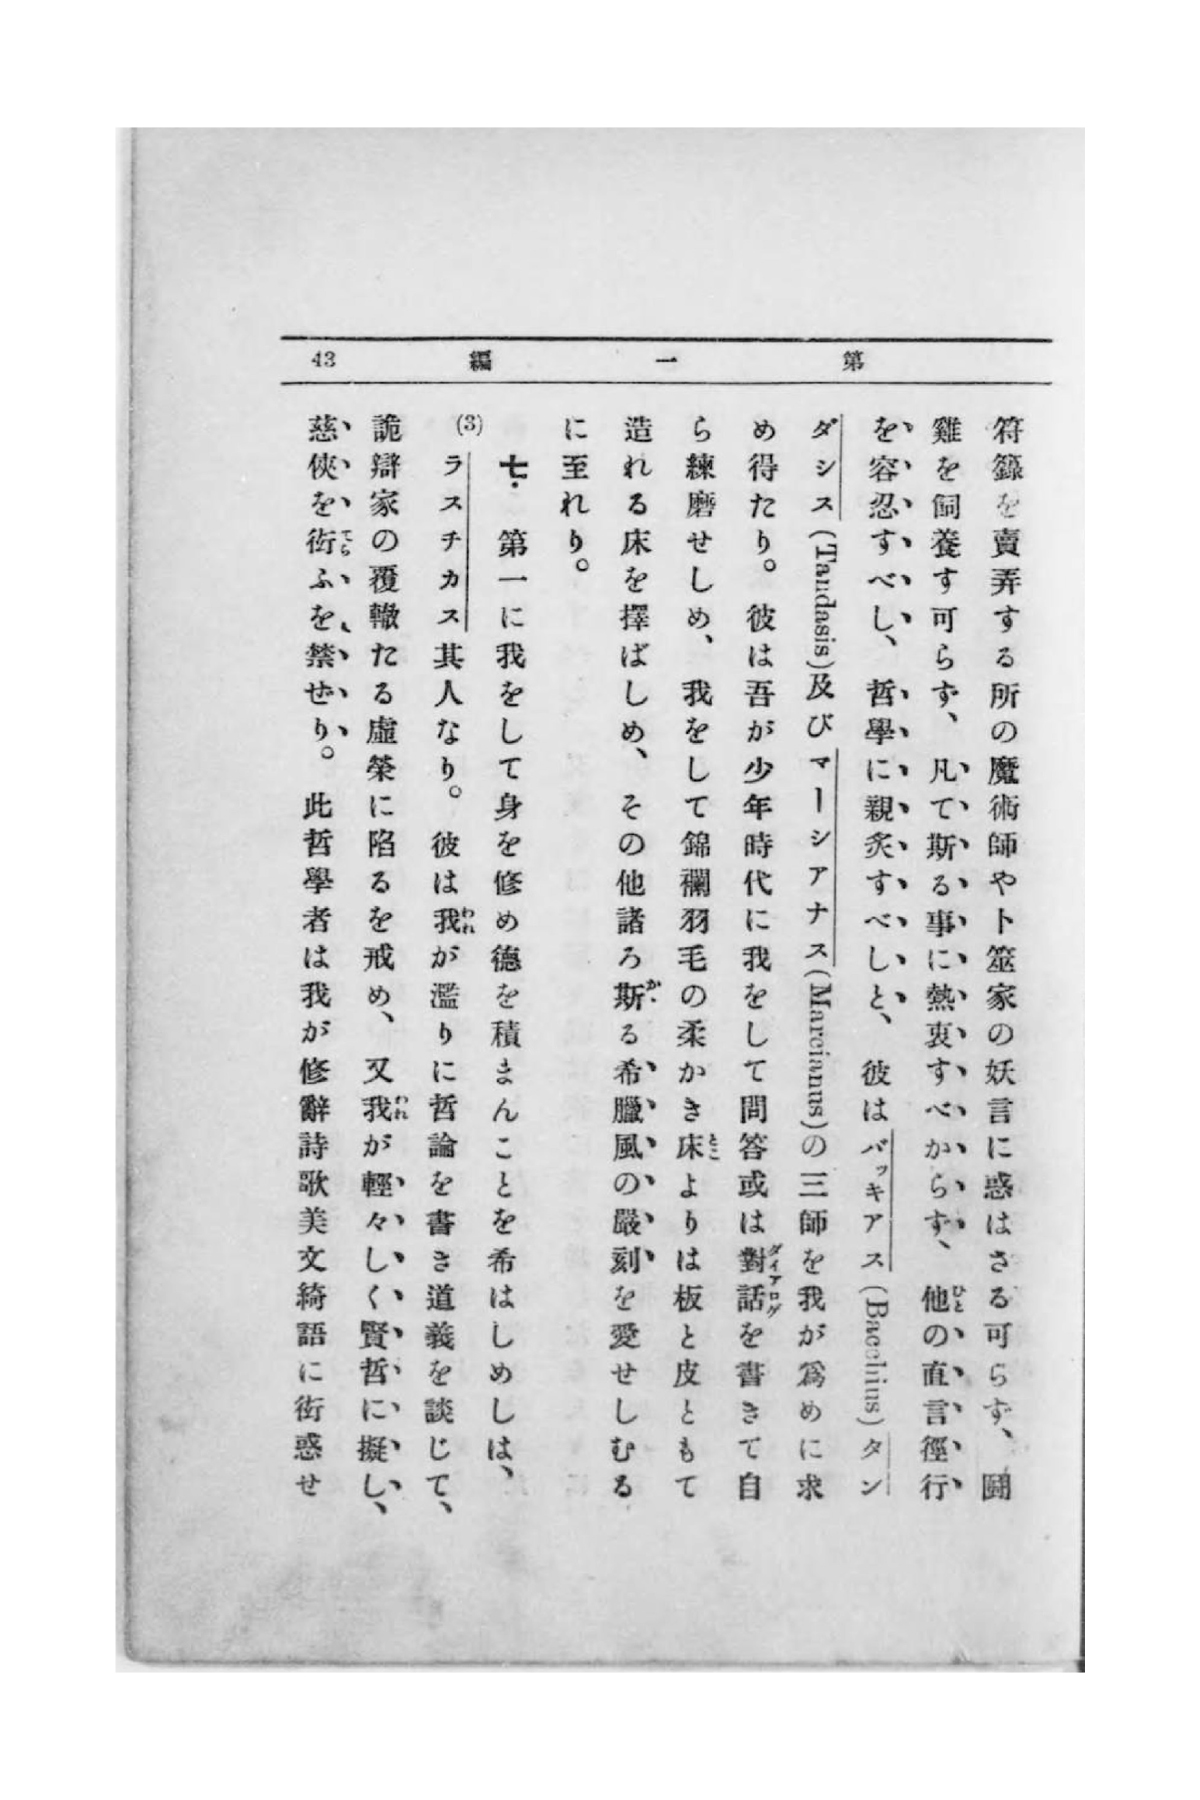 第一編 43
符籙を賣弄する所の魔術師や卜筮家の妖言に惑はさる可らず、鬪
雞を飼養す可らず、凡て斯る事に熱衷すべからず、他の直言徑行
を容忍すべし、哲學に親炙すべしと、彼はバッキアス(Bacchius)タン
ダシス(Tandasis)及びマーシアナス(Marcianus)の三師を我が爲めに求
め得たり。彼は吾が少年時代に我をして問答或は對話を書きて自
ら練磨せしめ、我をして錦襴羽毛の柔かき床よりは板と皮ともて
造れる床を擇ばしめ、その他諸ろ斯る希臘風の嚴刻を愛せしむる
に至れり。
七. 第一に我をして身を修め德を積まんことを希はしめしは、
(3)ラスチカス其人なり。彼は我が濫りに哲論を書き道義を談じて、
詭辯家の覆轍たる虛榮に陷るを戒め、又我が輕々しく賢哲に擬し、
慈俠を衒ふを禁せり。此哲學者は我が修辭詩歌美文綺語に衒惑せ